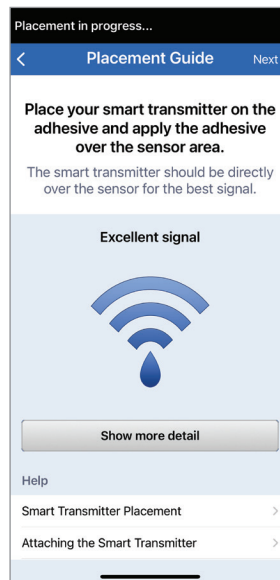 Placement in progress...
Placement Guide Next
Place your smart transmitter on the
adhesive and apply the adhesive
over the sensor area.
The smart transmitter should be directly
over the sensor for the best signal.
Excellent signal
Show more detail
Help
Smart Transmitter Placement
Attaching the Smart Transmitter